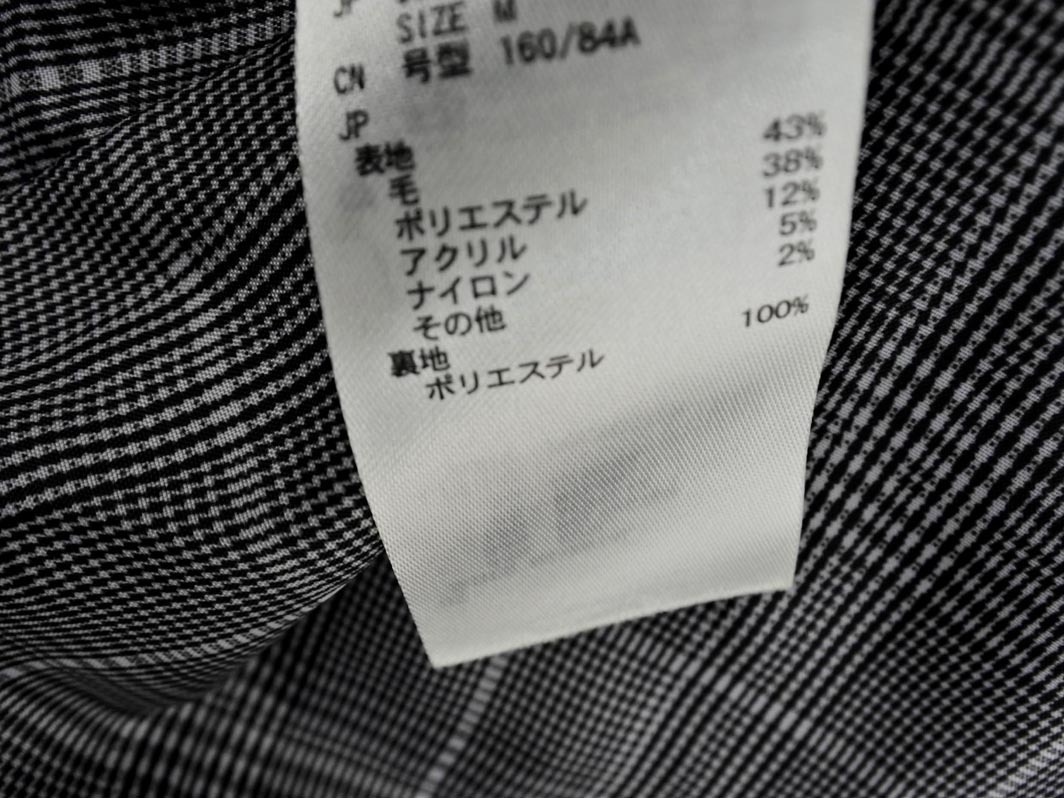 JP
SIZE M
CN 号型 160/84A
JP
表地
毛 43%
ポリエステル 38%
アクリル 12%
ナイロン 5%
その他 2%
裏地
ポリエステル 100%